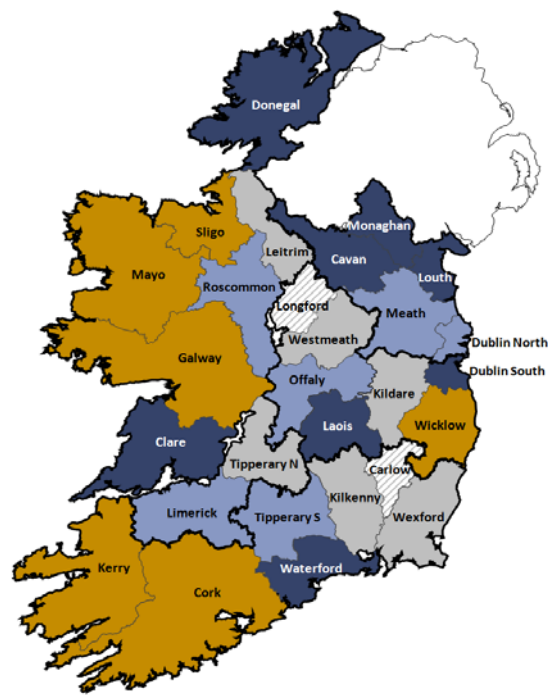 Donegal
Monaghan
Sligo
Leitrim
Cavan
Mayo
Louth
Roscommon
Longford
Meath
Westmeath
Dublin North
Galway
Dublin South
Offaly
Kildare
Laois
Wicklow
Clare
Tipperary N
Carlow
Kilkenny
Limerick
Tipperary S
Wexford
Kerry
Waterford
Cork